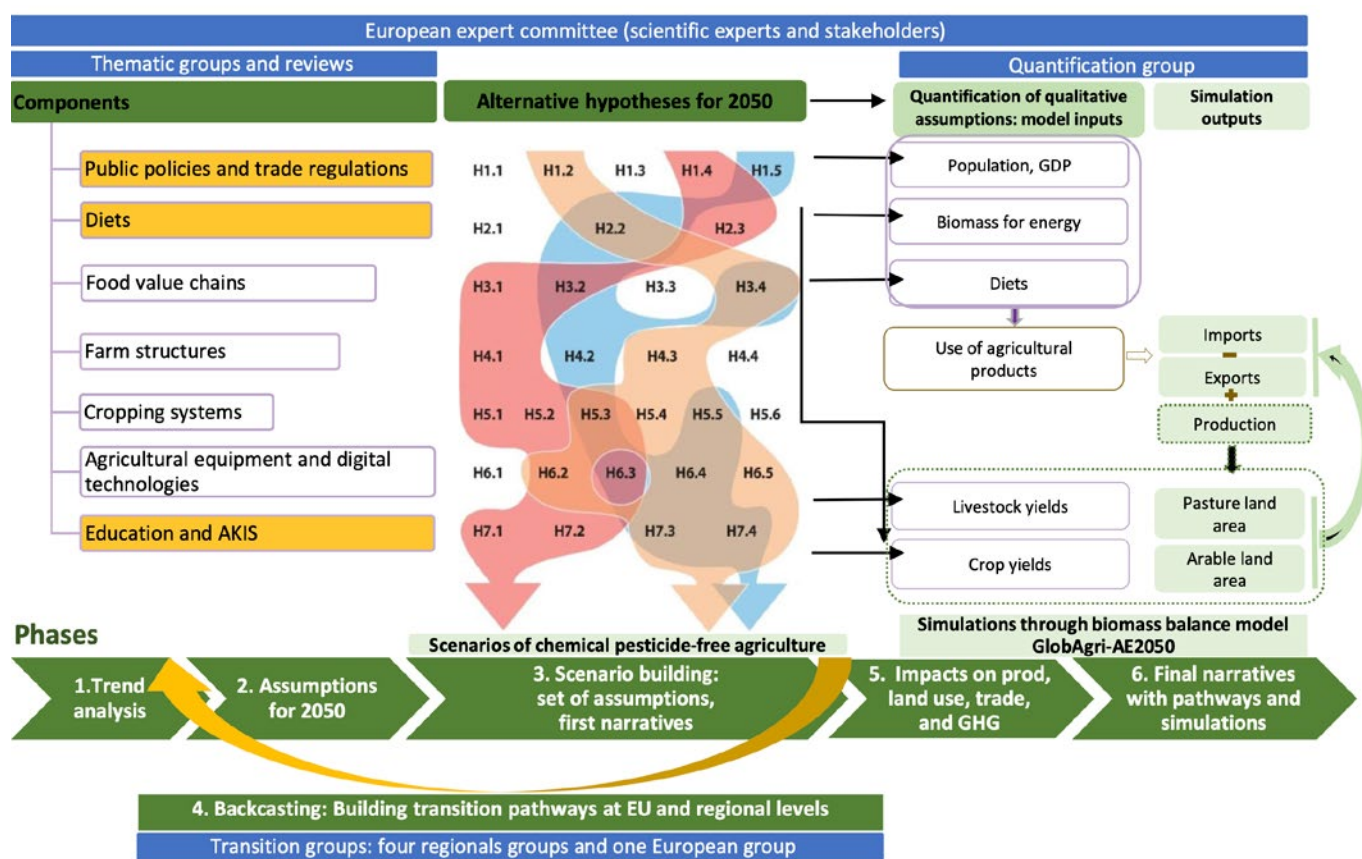 European expert committee (scientific experts and stakeholders)
Thematic groups and reviews
Quantification group
Components
Alternative hypotheses for 2050
Quantification of qualitative
assumptions: model inputs
Simulation
outputs
Public policies and trade regulations
H1.1 H1.2 H1.3 H1.4 H1.5
Population, GDP
Diets
H2.1 H2.2 H2.3
Biomass for energy
Food value chains
H3.1 H3.2 H3.3 H3.4
Diets
Farm structures
H4.1 H4.2 H4.3 H4.4
Use of agricultural
products
Imports
Exports
Cropping systems
H5.1 H5.2 H5.3 H5.4 H5.5 H5.6
Production
Agricultural equipment and digital
technologies
H6.1 H6.2 H6.3 H6.4 H6.5
Livestock yields
Pasture land
area
Education and AKIS
H7.1 H7.2 H7.3 H7.4
Crop yields
Arable land
area
Phases
Scenarios of chemical pesticide-free agriculture
Simulations through biomass balance model
GlobAgri-AE2050
1.Trend
analysis
2. Assumptions
for 2050
3. Scenario building:
set of assumptions,
first narratives
5. Impacts on prod,
land use, trade,
and GHG
6. Final narratives
with pathways and
simulations
4. Backcasting: Building transition pathways at EU and regional levels
Transition groups: four regionals groups and one European group